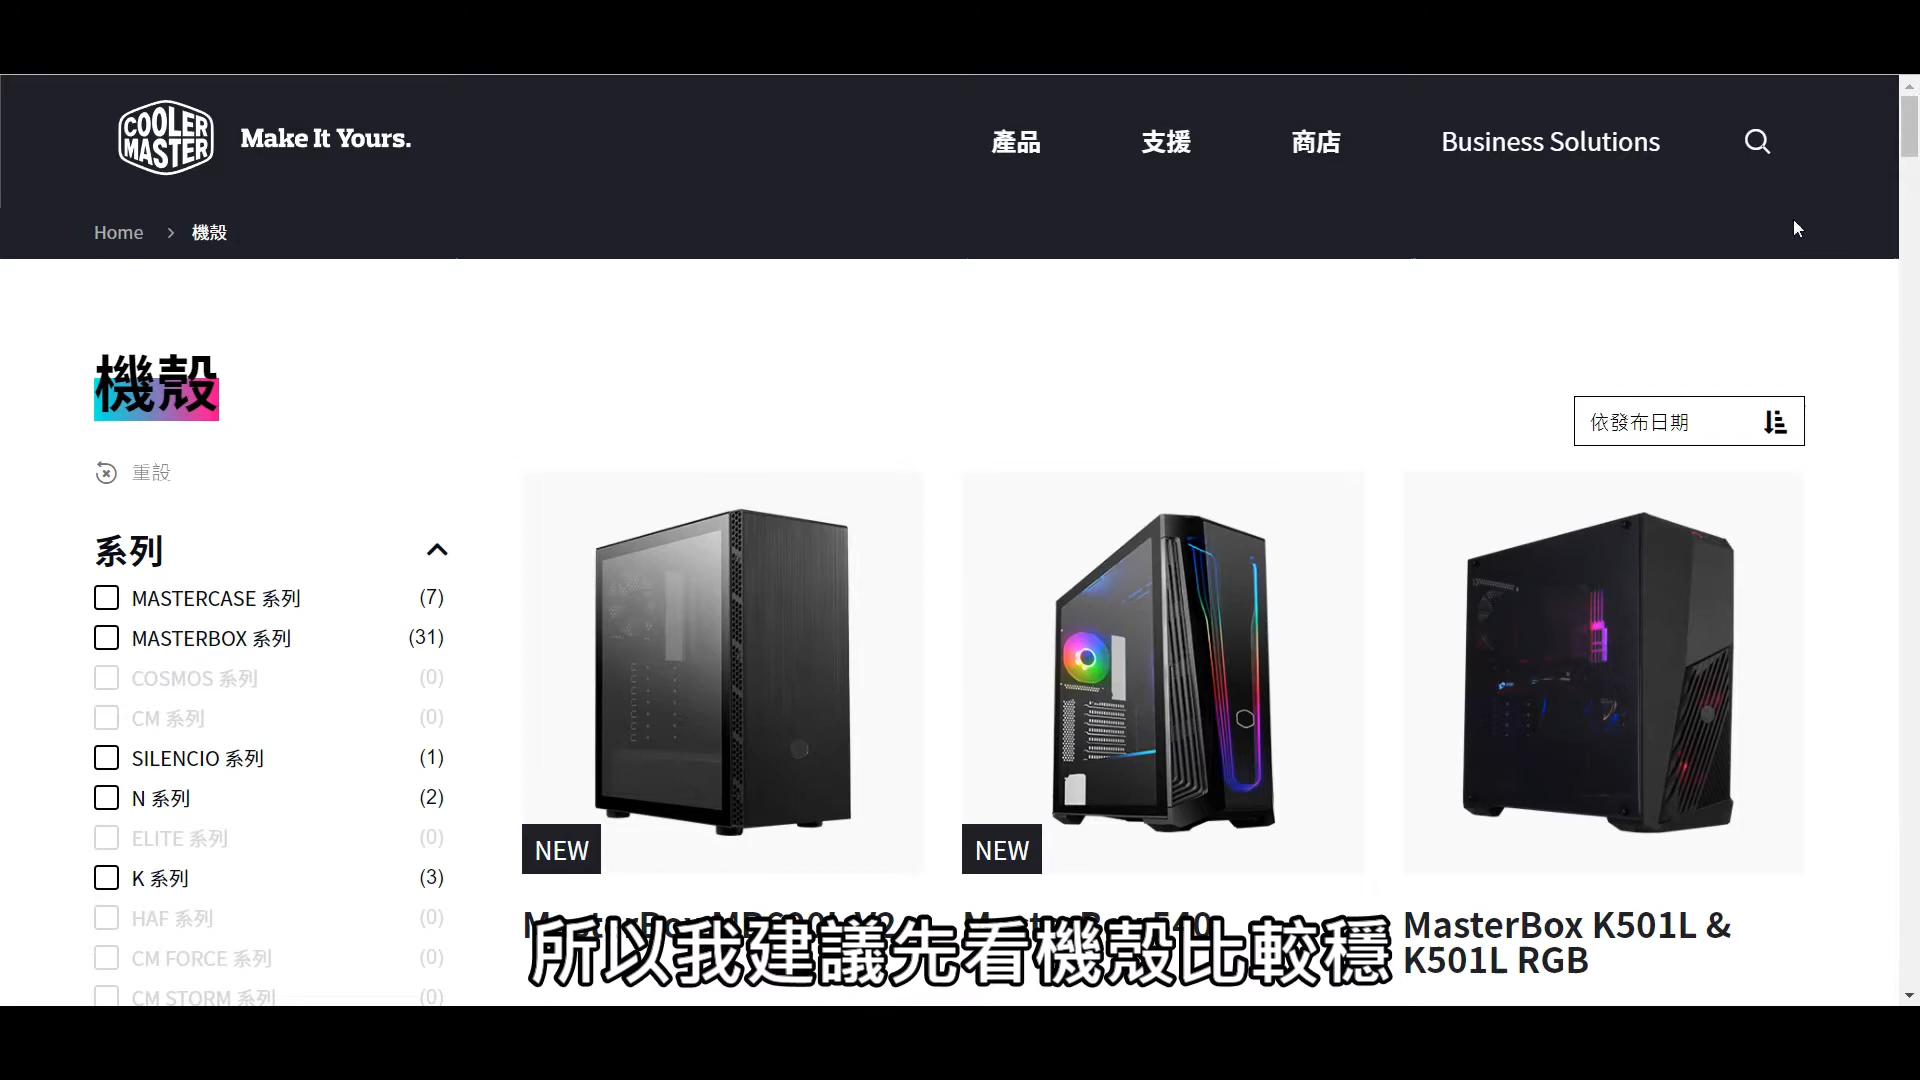 COOLER
MASTER
Make It Yours.
產品
支援
商店
Business Solutions
Home > 機殼
機殼
依發布日期
重設
系列
MASTERCASE 系列 (7)
MASTERBOX 系列 (31)
COSMOS 系列 (0)
CM 系列 (0)
SILENCIO 系列 (1)
N 系列 (2)
ELITE 系列 (0)
K 系列 (3)
HAF 系列 (0)
CM FORCE 系列 (0)
CM STORM 系列 (0)
NEW
NEW
MasterBox K501L &
K501L RGB
所以我建議先看機殼比較穩